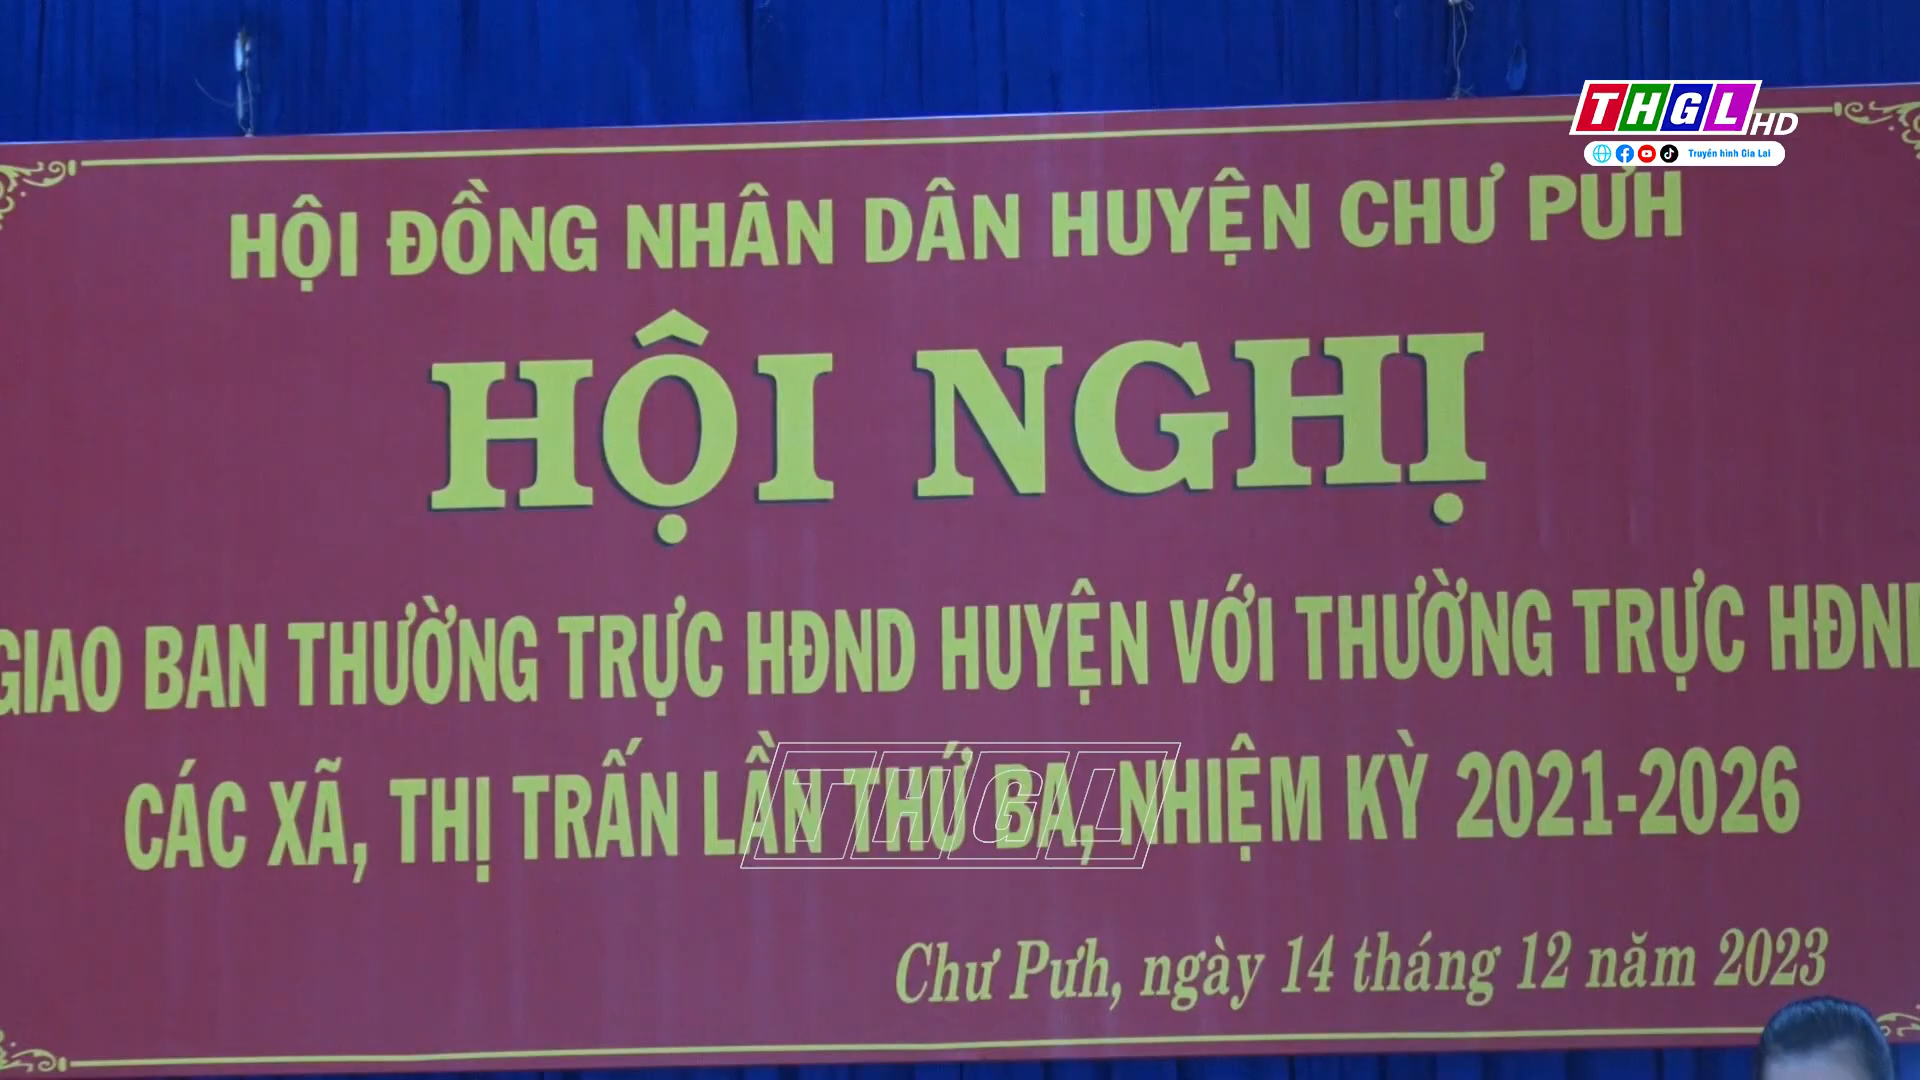 THGL HD
Truyền hình Gia Lai
HỘI ĐỒNG NHÂN DÂN HUYỆN CHƯ PƯH
HỘI NGHỊ
GIAO BAN THƯỜNG TRỰC HĐND HUYỆN VỚI THƯỜNG TRỰC HĐND
CÁC XÃ, THỊ TRẤN LẦN THỨ BA, NHIỆM KỲ 2021-2026
THGL
Chư Pưh, ngày 14 tháng 12 năm 2023